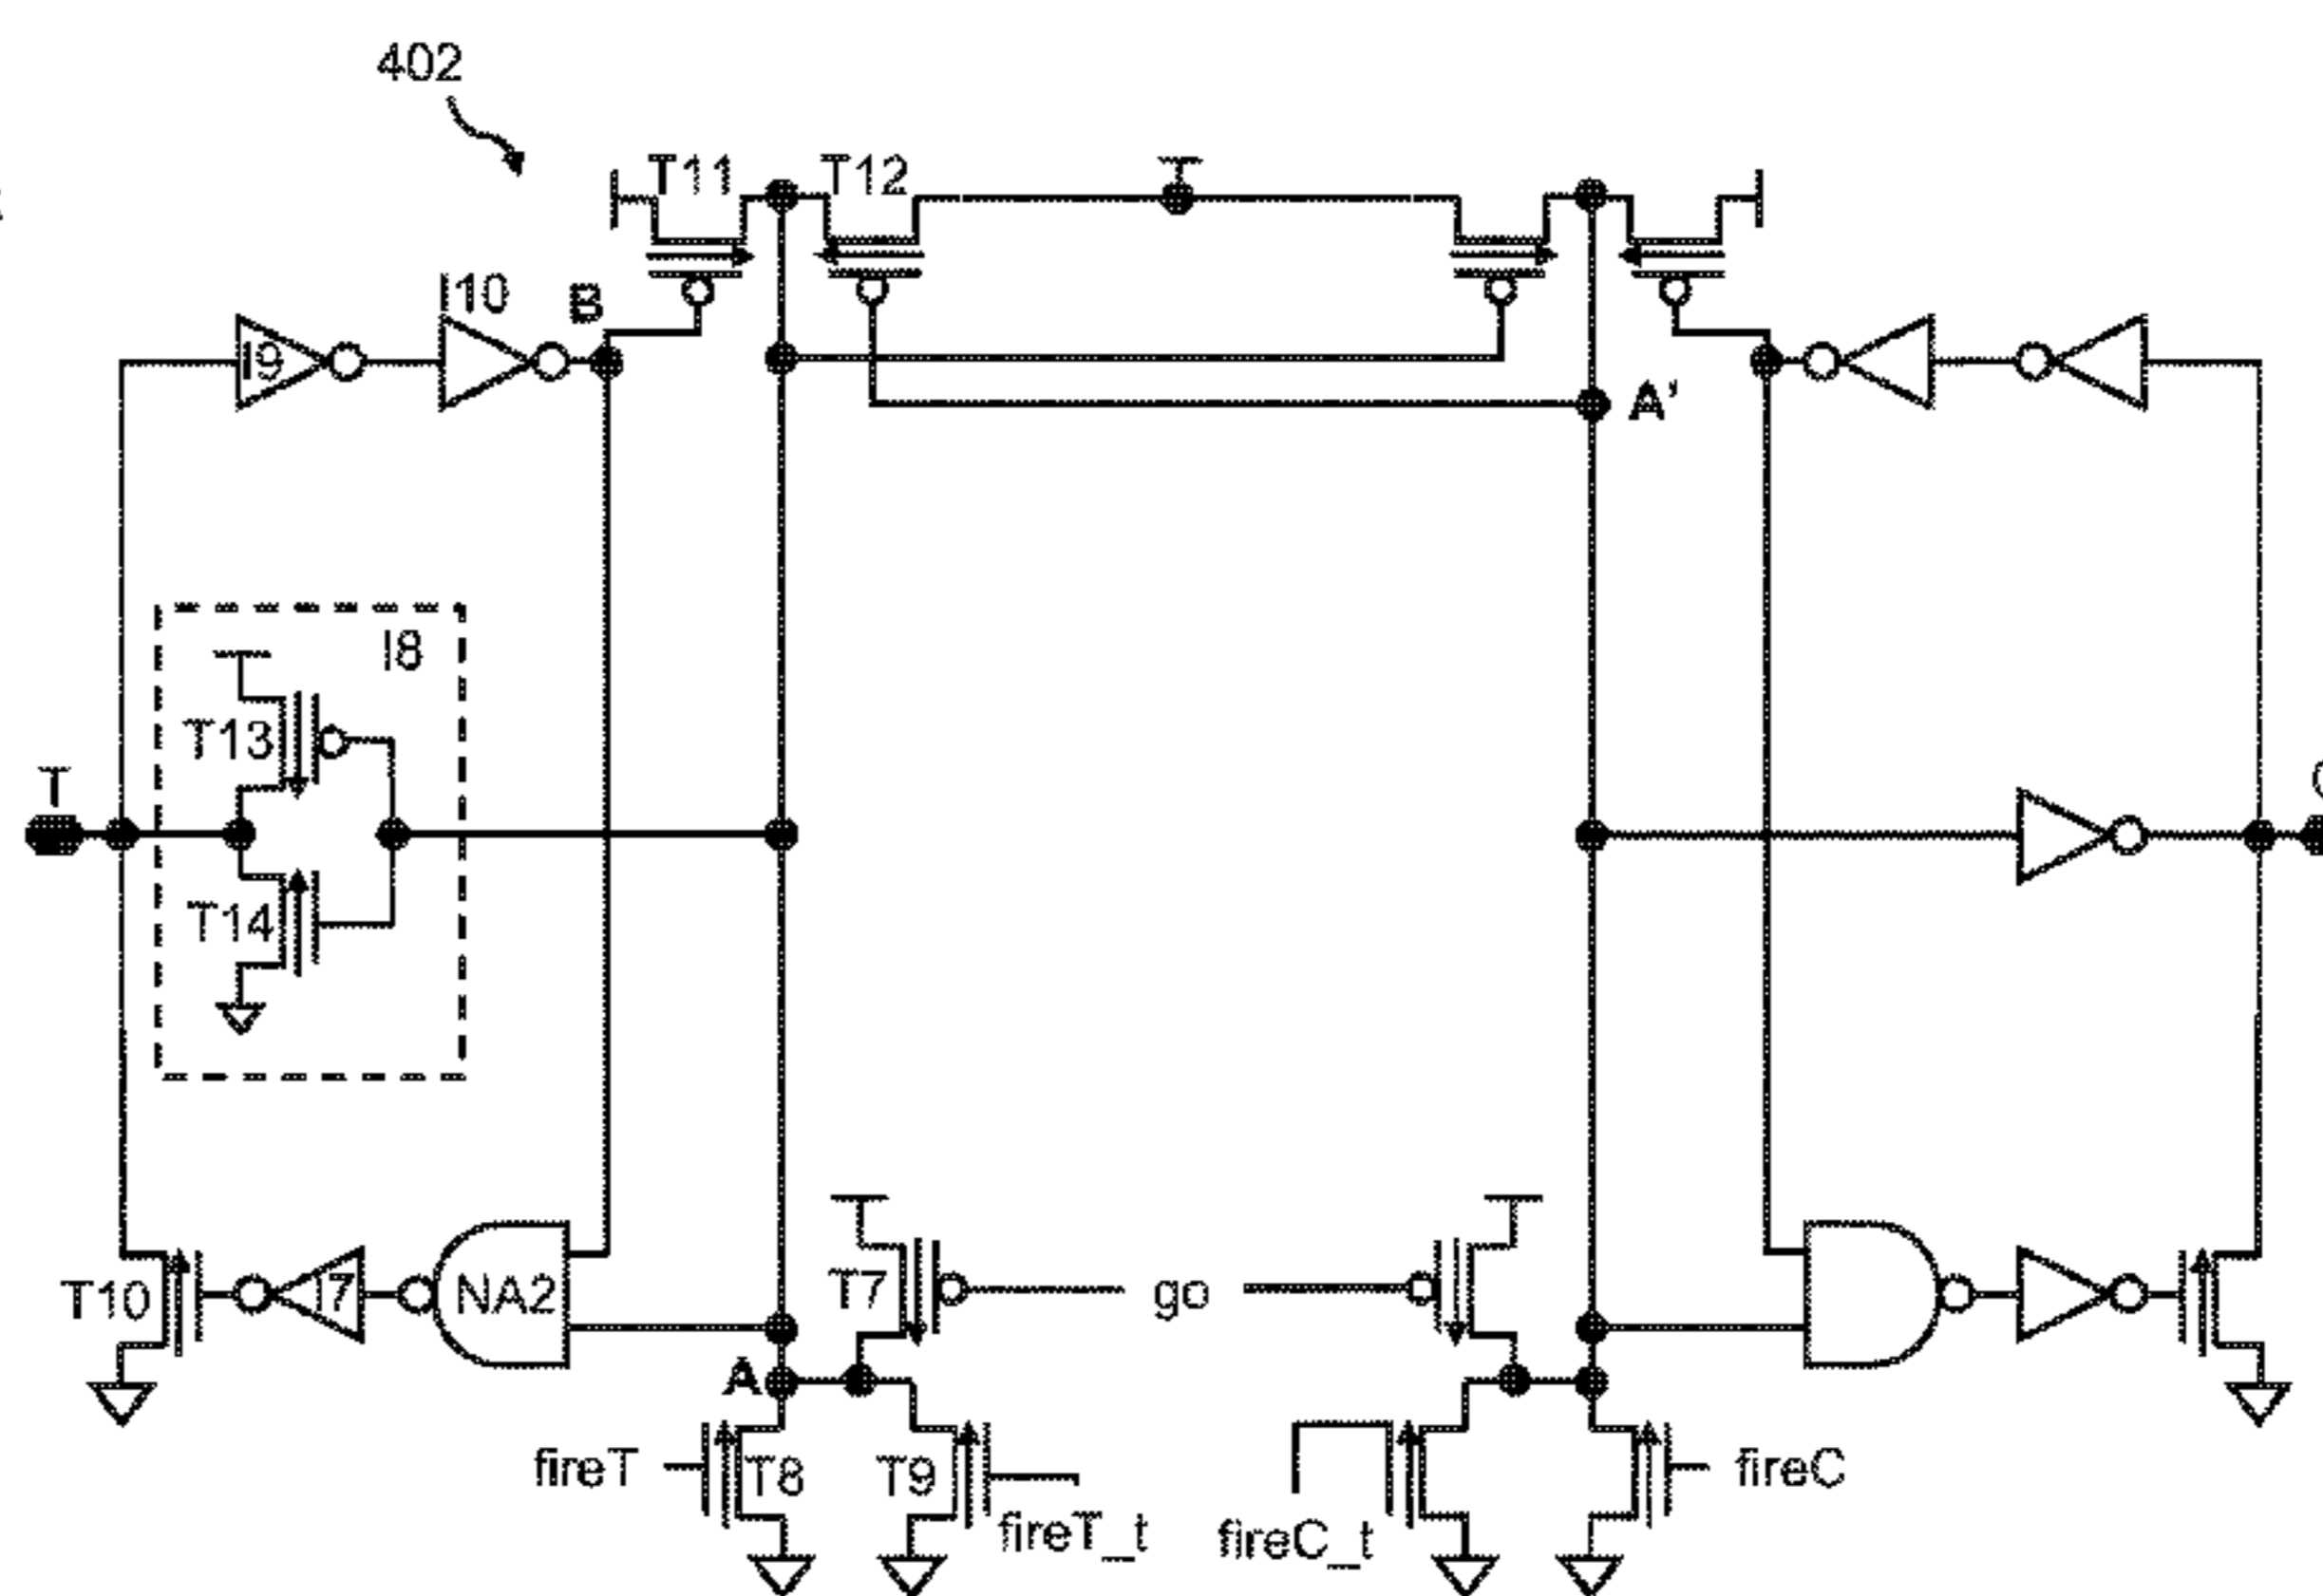 402
T11 T12
I10
B
I9
A'
I8
T13
T
T14
T10 I7 NA2 T7 go
A
fireT T8 T9 fireC
fireT_t fireC_t